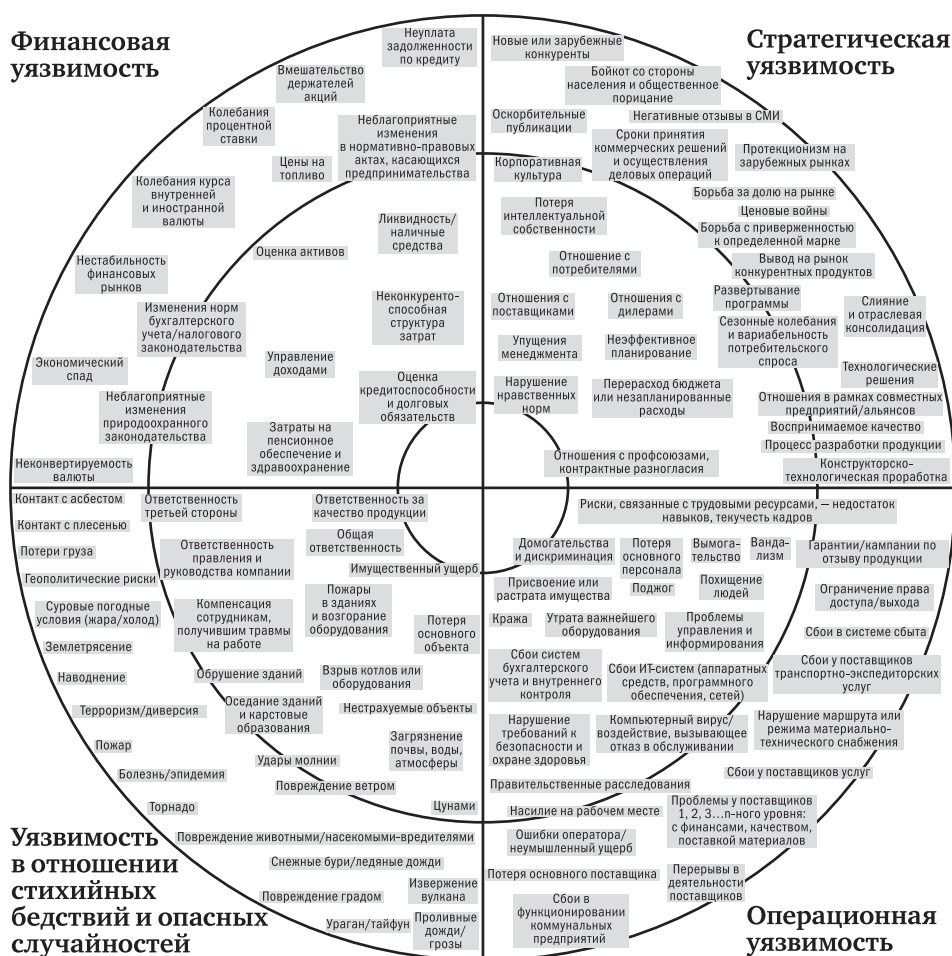 Финансовая
уязвимость
Неуплата
задолженности
по кредиту
Вмешательство
держателей
акций
Колебания
процентной
ставки
Неблагоприятные
изменения
в нормативно-правовых
актах, касающихся
предпринимательства
Цены на
топливо
Колебания курса
внутренней
и иностранной
валюты
Ликвидность/
наличные
средства
Оценка активов
Нестабильность
финансовых
рынков
Изменения норм
бухгалтерского
учета/налогового
законодательства
Неконкуренто-
способная
структура
затрат
Экономический
спад
Управление
доходами
Оценка
кредитоспособности
и долговых
обязательств
Неблагоприятные
изменения
природоохранного
законодательства
Затраты на
пенсионное
обеспечение и
здравоохранение
Неконвертируемость
валюты
Стратегическая
уязвимость
Новые или зарубежные
конкуренты
Бойкот со стороны
населения и общественное
порицание
Оскорбительные
публикации
Негативные отзывы в СМИ
Сроки принятия
коммерческих решений
и осуществления
деловых операций
Протекционизм на
зарубежных рынках
Корпоративная
культура
Борьба за долю на рынке
Потеря
интеллектуальной
собственности
Ценовые войны
Борьба с приверженностью
к определенной марке
Отношение с
потребителями
Вывод на рынок
конкурентных продуктов
Отношения с
поставщиками
Отношения с
дилерами
Развертывание
программы
Слияние
и отраслевая
консолидация
Сезонные колебания
и вариабельность
потребительского
спроса
Упущения
менеджмента
Неэффективное
планирование
Технологические
решения
Нарушение
нравственных
норм
Перерасход бюджета
или незапланированные
расходы
Отношения в рамках совместных
предприятий/альянсов
Воспринимаемое качество
Процесс разработки продукции
Отношения с профсоюзами,
контрактные разногласия
Конструкторско-
технологическая проработка
Контакт с асбестом
Ответственность
третьей стороны
Ответственность за
качество продукции
Контакт с плесенью
Общая
ответственность
Потери груза
Ответственность
правления и
руководства компании
Имущественный ущерб
Геополитические риски
Пожары
в зданиях
и возгорание
оборудования
Суровые погодные
условия (жара/холод)
Компенсация
сотрудникам,
получившим травмы
на работе
Потеря
основного
объекта
Землетрясение
Наводнение
Обрушение зданий
Взрыв котлов или
оборудования
Терроризм/диверсия
Оседание зданий
и карстовые
образования
Нестрахуемые объекты
Пожар
Загрязнение
почвы, воды,
атмосферы
Удары молнии
Болезнь/эпидемия
Повреждение ветром
Торнадо
Цунами
Повреждение животными/насекомыми-вредителями
Снежные бури/ледяные дожди
Повреждение градом
Извержение
вулкана
Ураган/тайфун
Проливные
дожди/
грозы
Уязвимость
в отношении
стихийных
бедствий и опасных
случайностей
Риски, связанные с трудовыми ресурсами, — недостаток
навыков, текучесть кадров
Домогательства
и дискриминация
Потеря
основного
персонала
Вымога-
тельство
Ванда-
лизм
Гарантии/кампании по
отзыву продукции
Присвоение или
растрата имущества
Поджог
Похищение
людей
Ограничение права
доступа/выхода
Кража
Утрата важнейшего
оборудования
Проблемы
управления и
информирования
Сбои в системе сбыта
Сбои систем
бухгалтерского
учета и внутреннего
контроля
Сбои ИТ-систем (аппаратных
средств, программного
обеспечения, сетей)
Сбои у поставщиков
транспортно-экспедиторских
услуг
Нарушение
требований к
безопасности и
охране здоровья
Компьютерный вирус/
воздействие, вызывающее
отказ в обслуживании
Нарушение маршрута или
режима материально-
технического снабжения
Сбои у поставщиков услуг
Правительственные расследования
Насилие на рабочем месте
Проблемы у поставщиков
1, 2, 3...n-ного уровня:
с финансами, качеством,
поставкой материалов
Ошибки оператора/
неумышленный ущерб
Потеря основного поставщика
Перерывы в
деятельности
поставщиков
Сбои в
функционировании
коммунальных
предприятий
Операционная
уязвимость